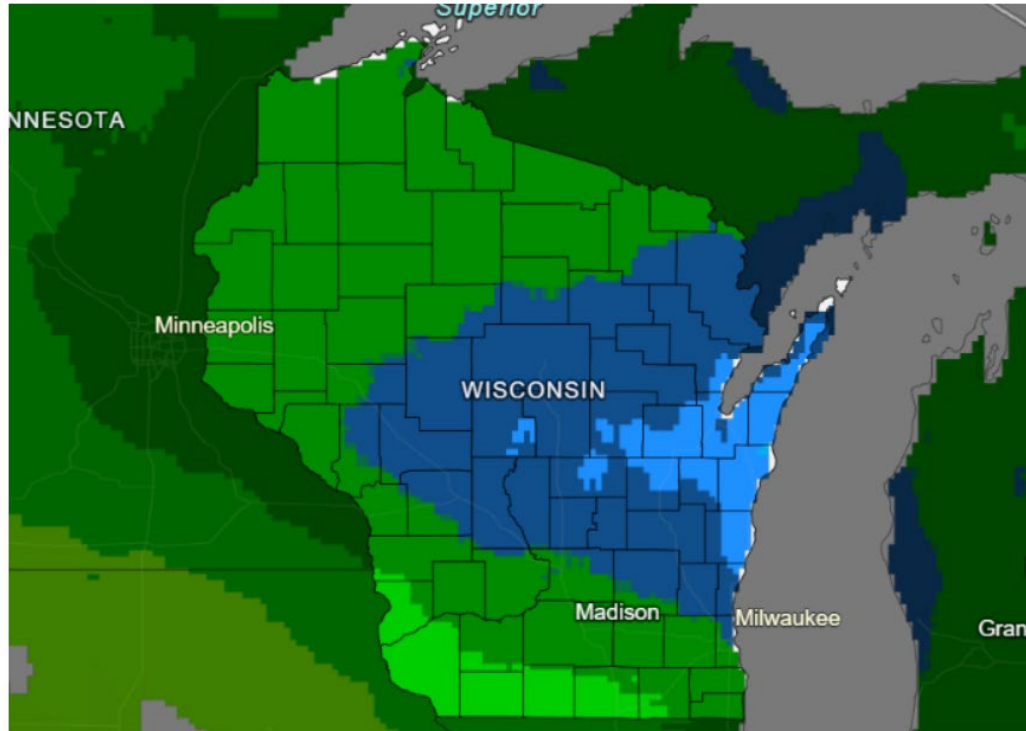 Superior
NNESOTA
Minneapolis
WISCONSIN
Madison
Milwaukee
Gran